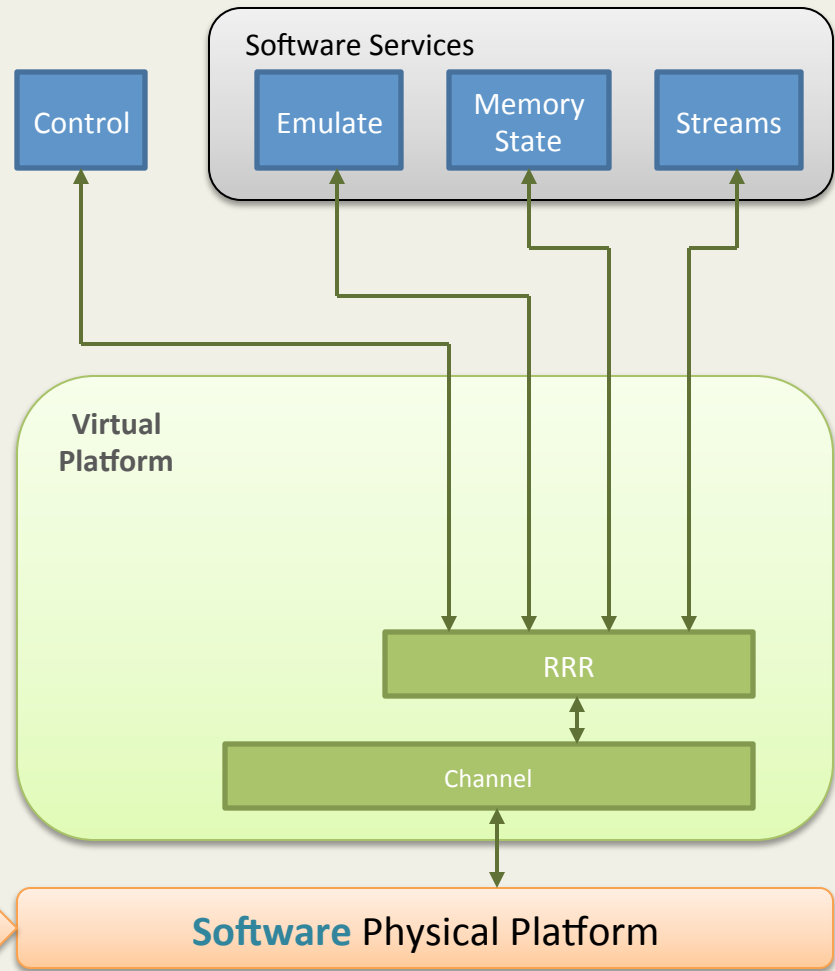 Software Services
Control
Emulate
Memory
State
Streams
Virtual
Platform
RRR
Channel
Software Physical Platform